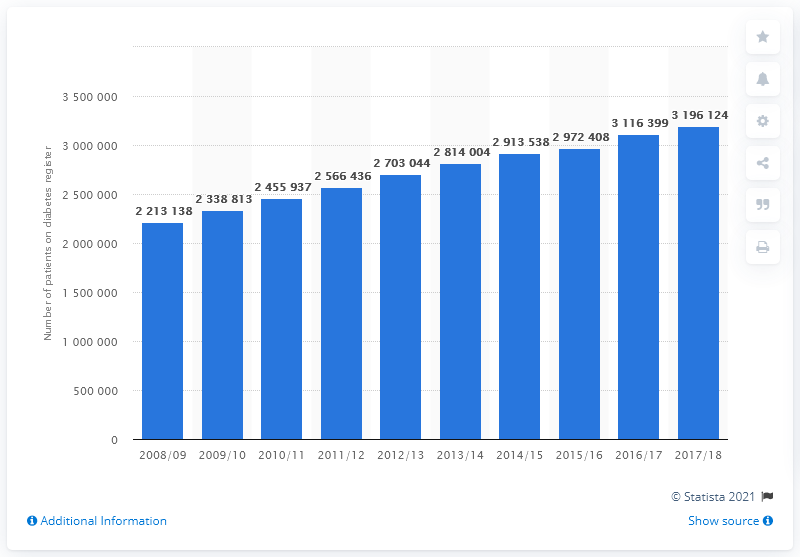 Number of patients on diabetes register
3 500 000
3 000 000
2 500 000
2 000 000
1 500 000
1 000 000
500 000
0
2 213 138
2 338 813
2 455 937
2 566 436
2 703 044
2 814 004
2 913 538
2 972 408
3 116 399
3 196 124
2008/09 2009/10 2010/11 2011/12 2012/13 2013/14 2014/15 2015/16 2016/17 2017/18
© Statista 2021
Additional Information Show source